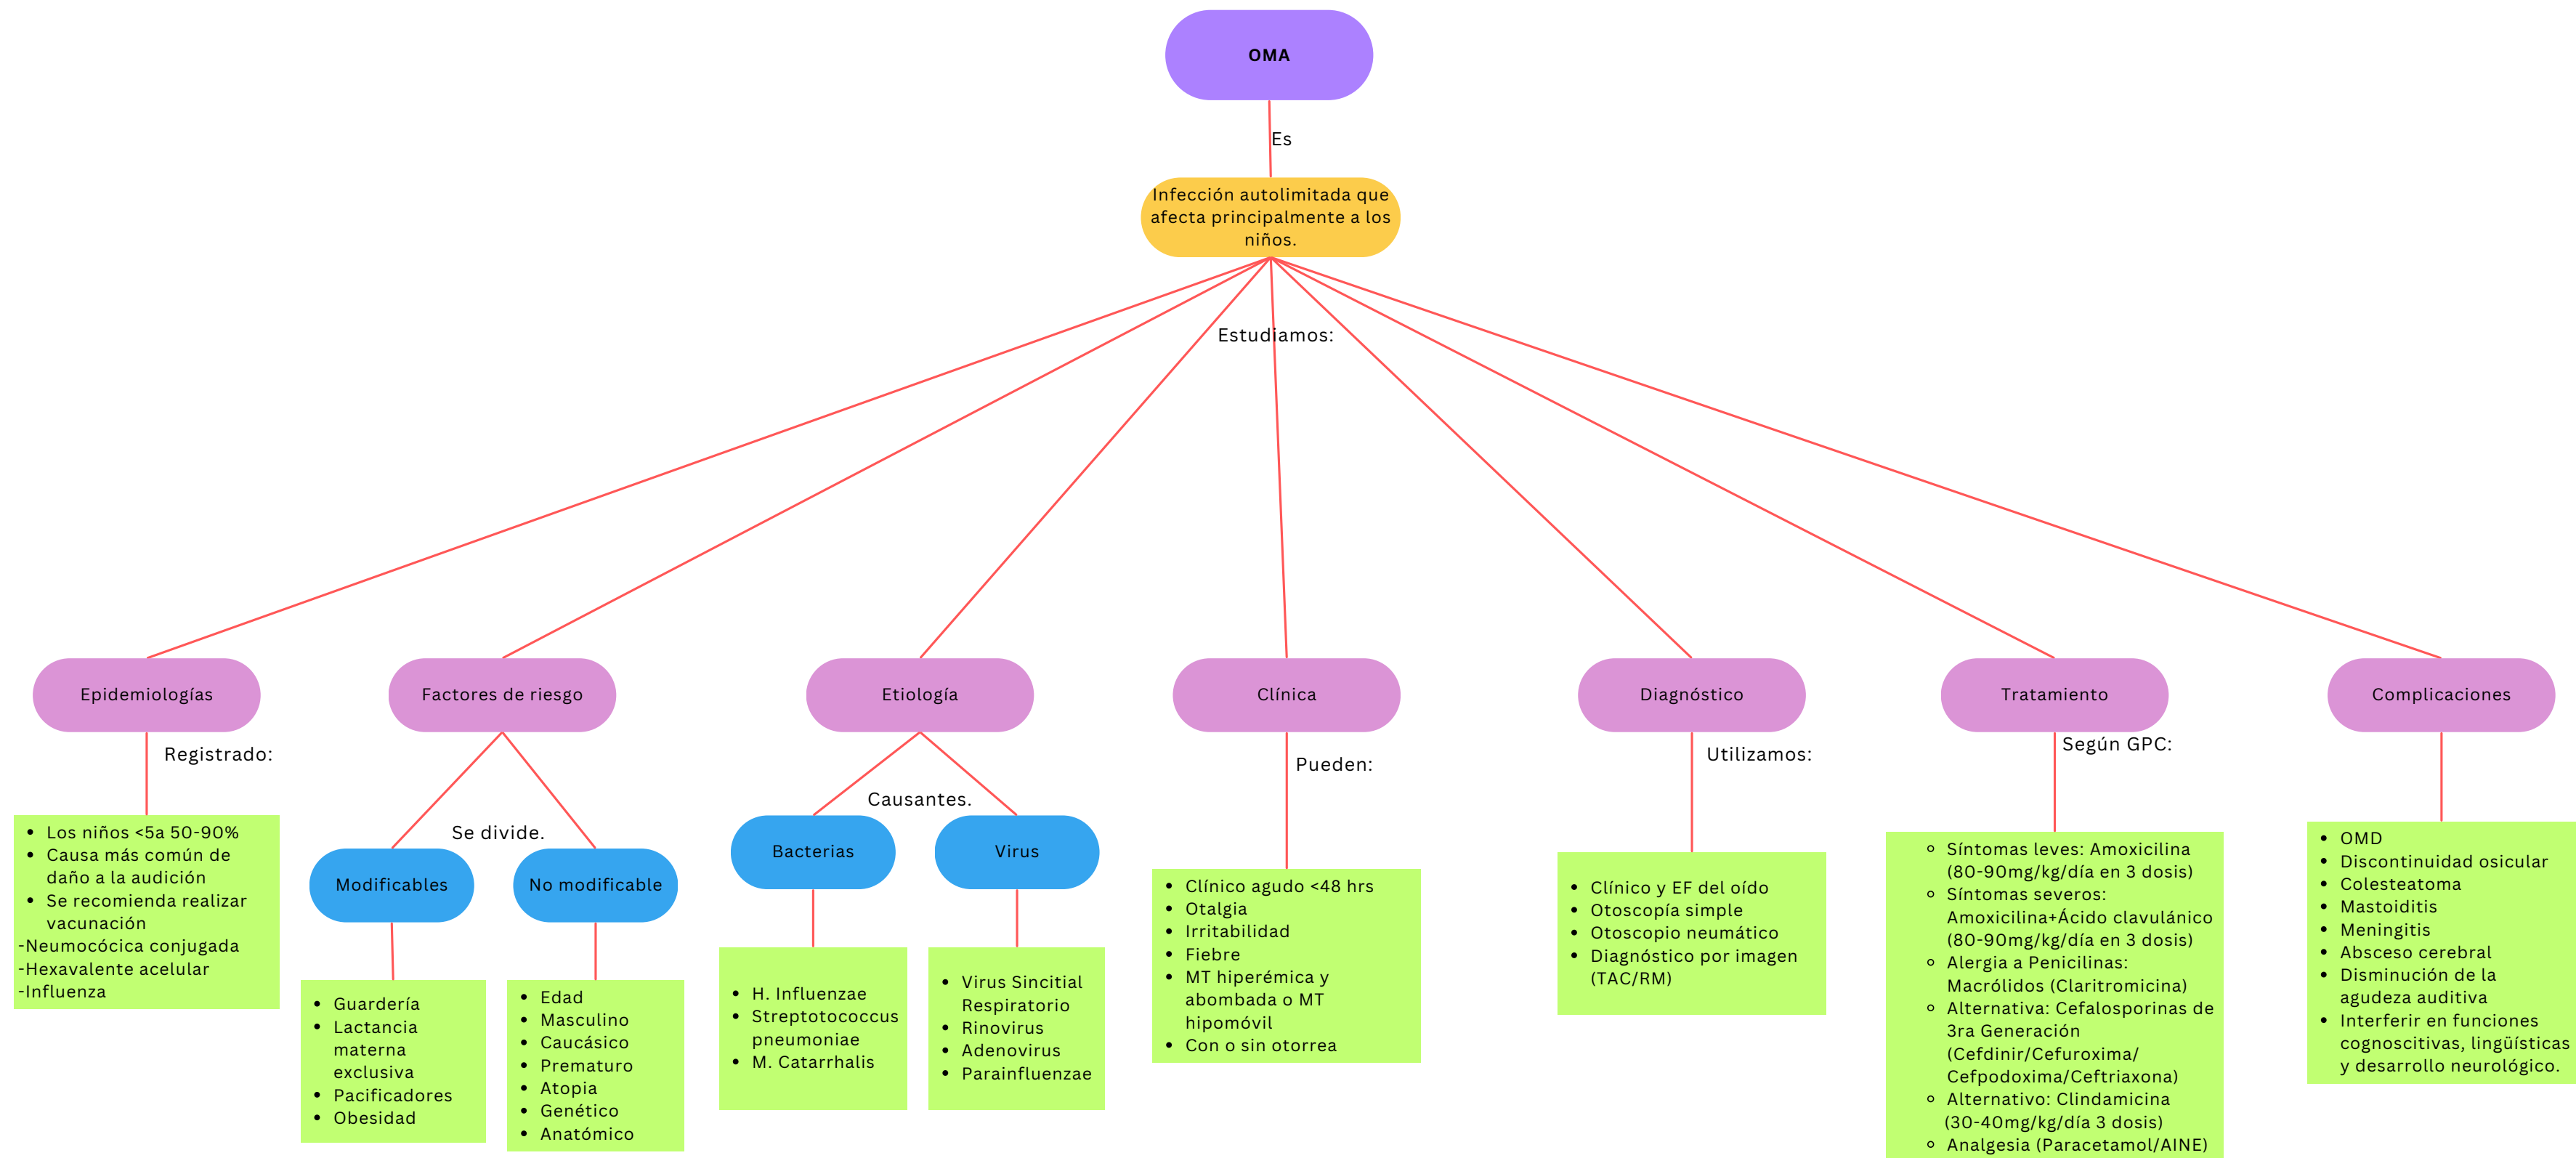 OMA
Es
Infección autolimitada que
afecta principalmente a los
niños.
Estudiamos:
Epidemiologías
Registrado:
• Los niños <5a 50-90%
• Causa más común de
daño a la audición
• Se recomienda realizar
vacunación
-Neumocócica conjugada
-Hexavalente acelular
-Influenza
Factores de riesgo
Se divide.
Modificables
• Guardería
• Lactancia
materna
exclusiva
• Pacificadores
• Obesidad
No modificable
• Edad
• Masculino
• Caucásico
• Prematuro
• Atopia
• Genético
• Anatómico
Etiología
Causantes.
Bacterias
• H. Influenzae
• Streptotococcus
pneumoniae
• M. Catarrhalis
Virus
• Virus Sincitial
Respiratorio
• Rinovirus
• Adenovirus
• Parainfluenzae
Clínica
Pueden:
• Clínico agudo <48 hrs
• Otalgia
• Irritabilidad
• Fiebre
• MT hiperémica y
abombada o MT
hipomóvil
• Con o sin otorrea
Diagnóstico
Utilizamos:
• Clínico y EF del oído
• Otoscopía simple
• Otoscopio neumático
• Diagnóstico por imagen
(TAC/RM)
Tratamiento
Según GPC:
◦ Síntomas leves: Amoxicilina
(80-90mg/kg/día en 3 dosis)
◦ Síntomas severos:
Amoxicilina+Ácido clavulánico
(80-90mg/kg/día en 3 dosis)
◦ Alergia a Penicilinas:
Macrólidos (Claritromicina)
◦ Alternativa: Cefalosporinas de
3ra Generación
(Cefdinir/Cefuroxima/
Cefpodoxima/Ceftriaxona)
◦ Alternativo: Clindamicina
(30-40mg/kg/día 3 dosis)
◦ Analgesia (Paracetamol/AINE)
Complicaciones
• OMD
• Discontinuidad osicular
• Colesteatoma
• Mastoiditis
• Meningitis
• Absceso cerebral
• Disminución de la
agudeza auditiva
• Interferir en funciones
cognoscitivas, lingüísticas
y desarrollo neurológico.